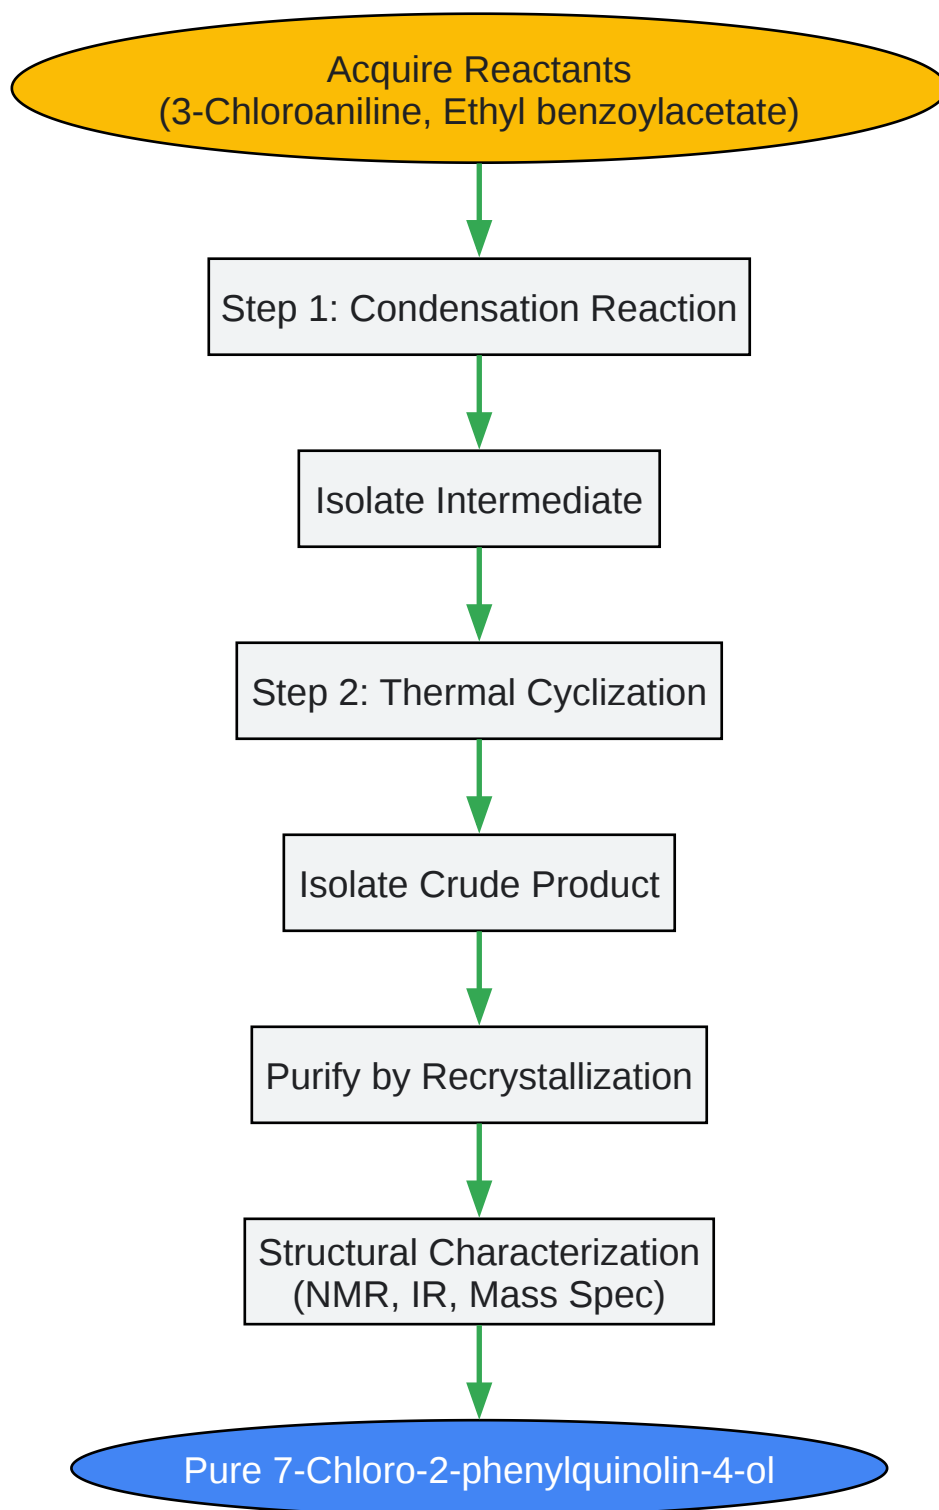 Acquire Reactants
(3-Chloroaniline, Ethyl benzoylacetate)
Step 1: Condensation Reaction
Isolate Intermediate
Step 2: Thermal Cyclization
Isolate Crude Product
Purify by Recrystallization
Structural Characterization
(NMR, IR, Mass Spec)
Pure 7-Chloro-2-phenylquinolin-4-ol